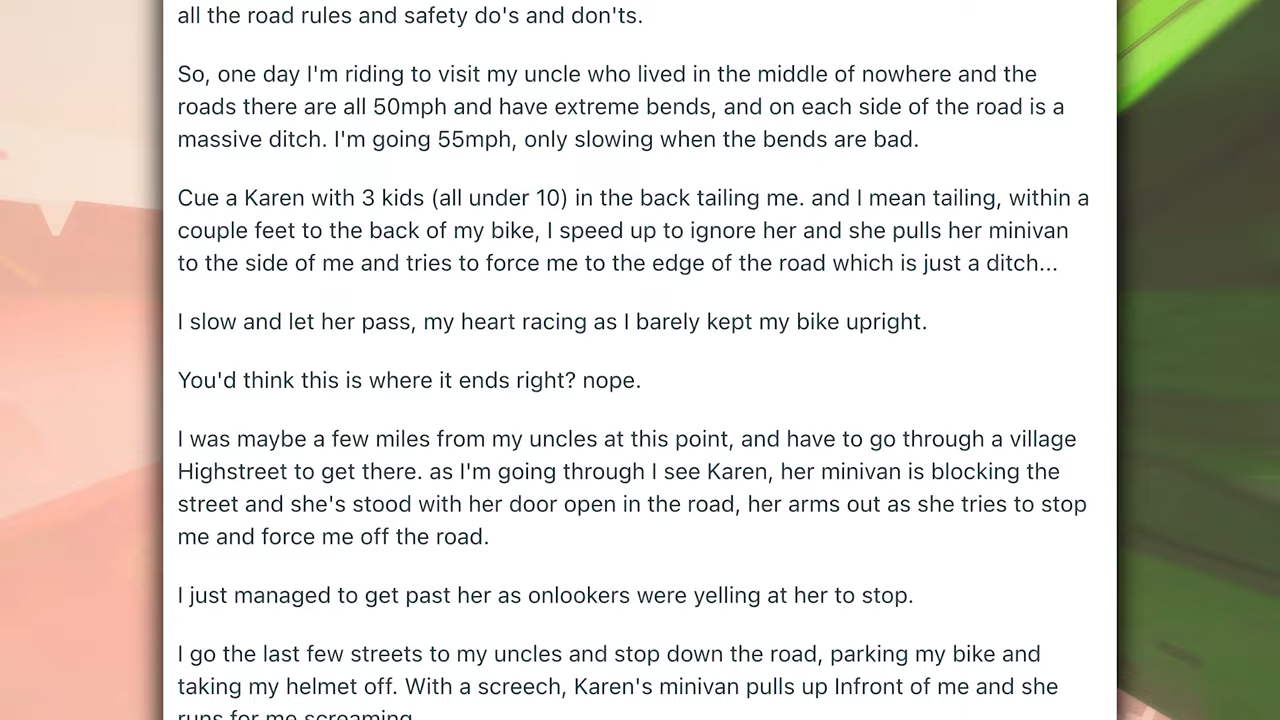 all the road rules and safety do's and don'ts.
So, one day I'm riding to visit my uncle who lived in the middle of nowhere and the
roads there are all 50mph and have extreme bends, and on each side of the road is a
massive ditch. I'm going 55mph, only slowing when the bends are bad.
Cue a Karen with 3 kids (all under 10) in the back tailing me. and I mean tailing, within a
couple feet to the back of my bike, I speed up to ignore her and she pulls her minivan
to the side of me and tries to force me to the edge of the road which is just a ditch...
I slow and let her pass, my heart racing as I barely kept my bike upright.
You'd think this is where it ends right? nope.
I was maybe a few miles from my uncles at this point, and have to go through a village
Highstreet to get there. as I'm going through I see Karen, her minivan is blocking the
street and she's stood with her door open in the road, her arms out as she tries to stop
me and force me off the road.
I just managed to get past her as onlookers were yelling at her to stop.
I go the last few streets to my uncles and stop down the road, parking my bike and
taking my helmet off. With a screech, Karen's minivan pulls up Infront of me and she
runs for me screaming